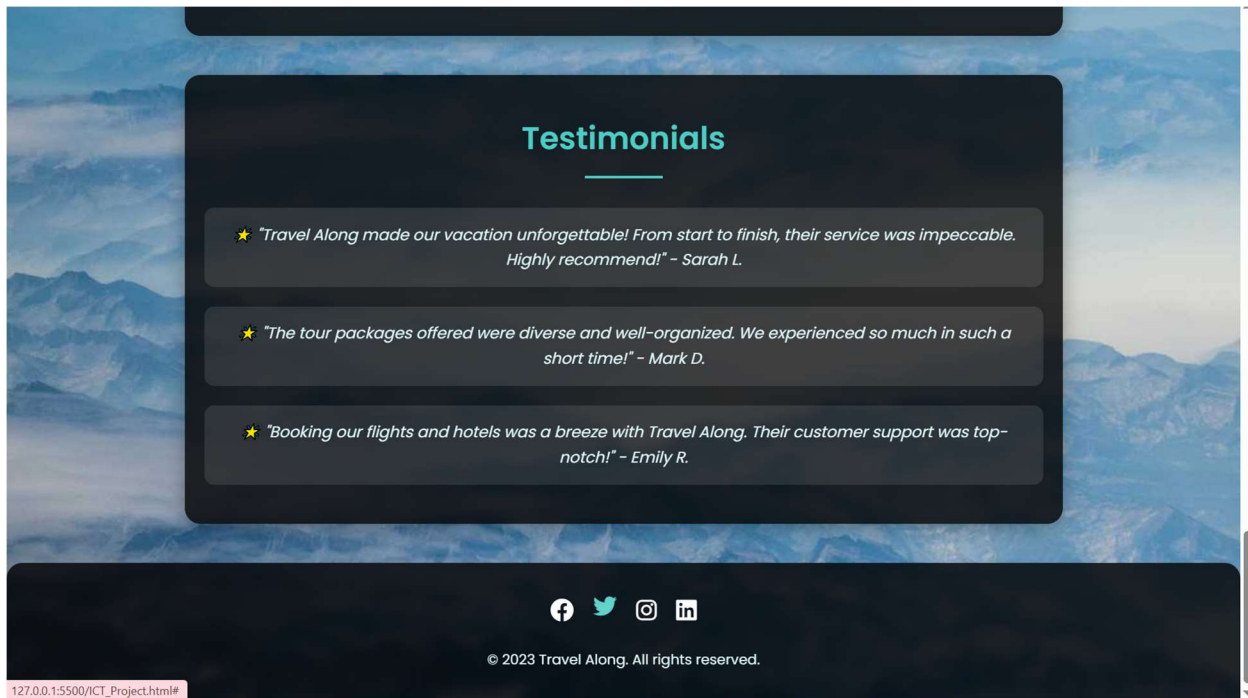 Testimonials
"Travel Along made our vacation unforgettable! From start to finish, their service was impeccable.
Highly recommend!" - Sarah L.
"The tour packages offered were diverse and well-organized. We experienced so much in such a
short time!" - Mark D.
"Booking our flights and hotels was a breeze with Travel Along. Their customer support was top-
notch!" - Emily R.
© 2023 Travel Along. All rights reserved.
127.0.0.1:5500/ICT_Project.html#